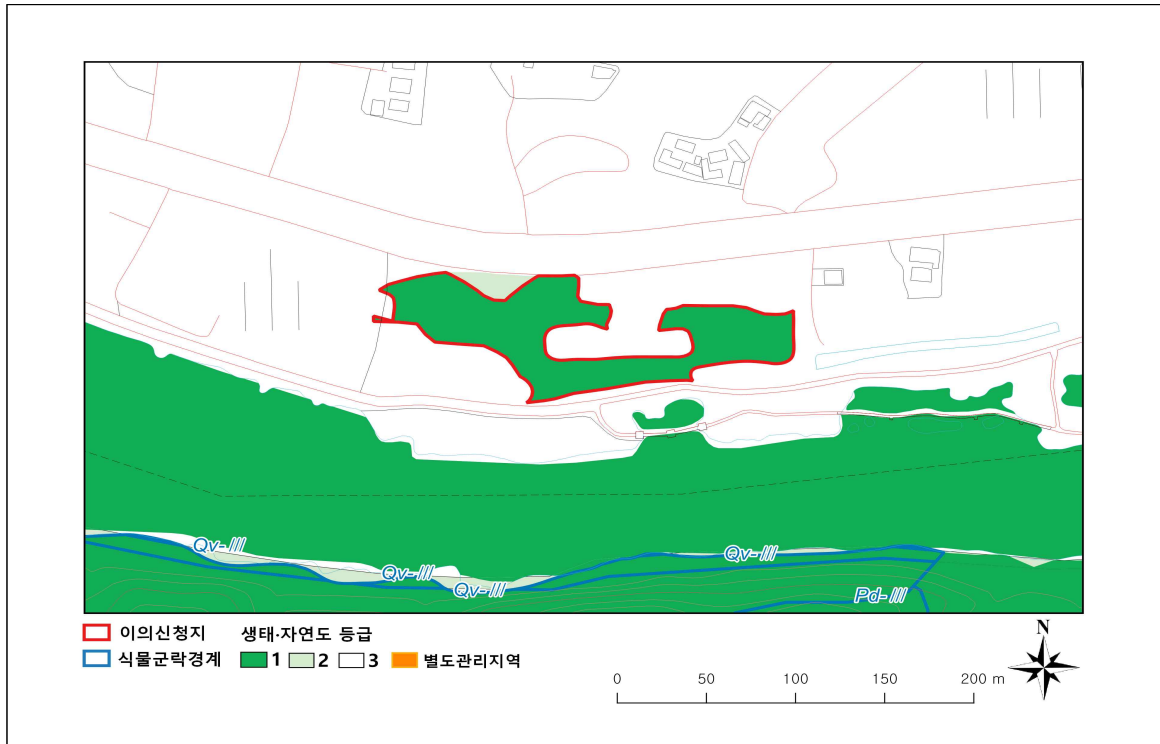 Qv-III
Qv-III
Qv-III
Qv-III
Pd-III
이의신청지 생태·자연도 등급
식물군락경계 1 2 3 별도관리지역
N
0 50 100 150 200 m